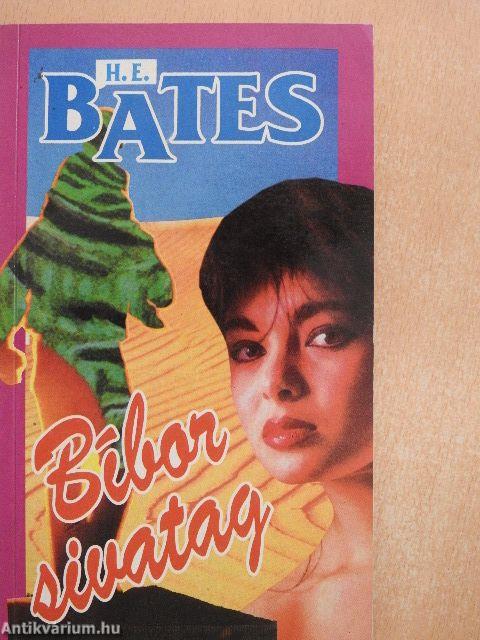 H. E.
BATES
Bíbor
sivatag
Antikvarium.hu